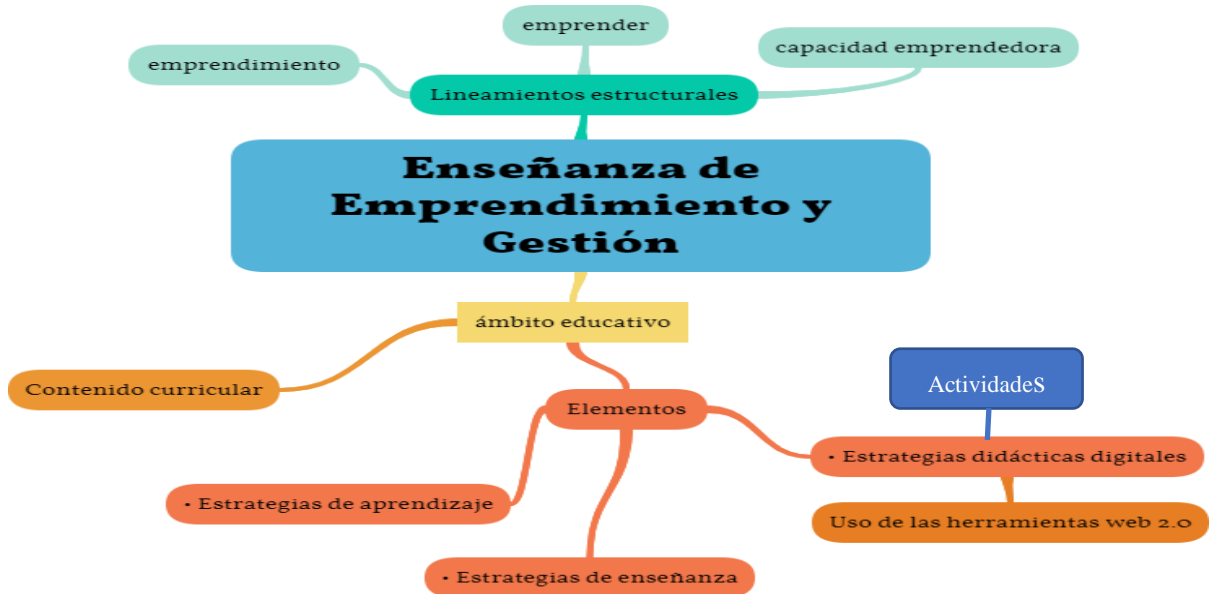 emprender
emprendimiento
capacidad emprendedora
Lineamientos estructurales
Enseñanza de
Emprendimiento y
Gestión
ámbito educativo
Contenido curricular
ActividadeS
Elementos
• Estrategias didácticas digitales
• Estrategias de aprendizaje
Uso de las herramientas web 2.0
• Estrategias de enseñanza